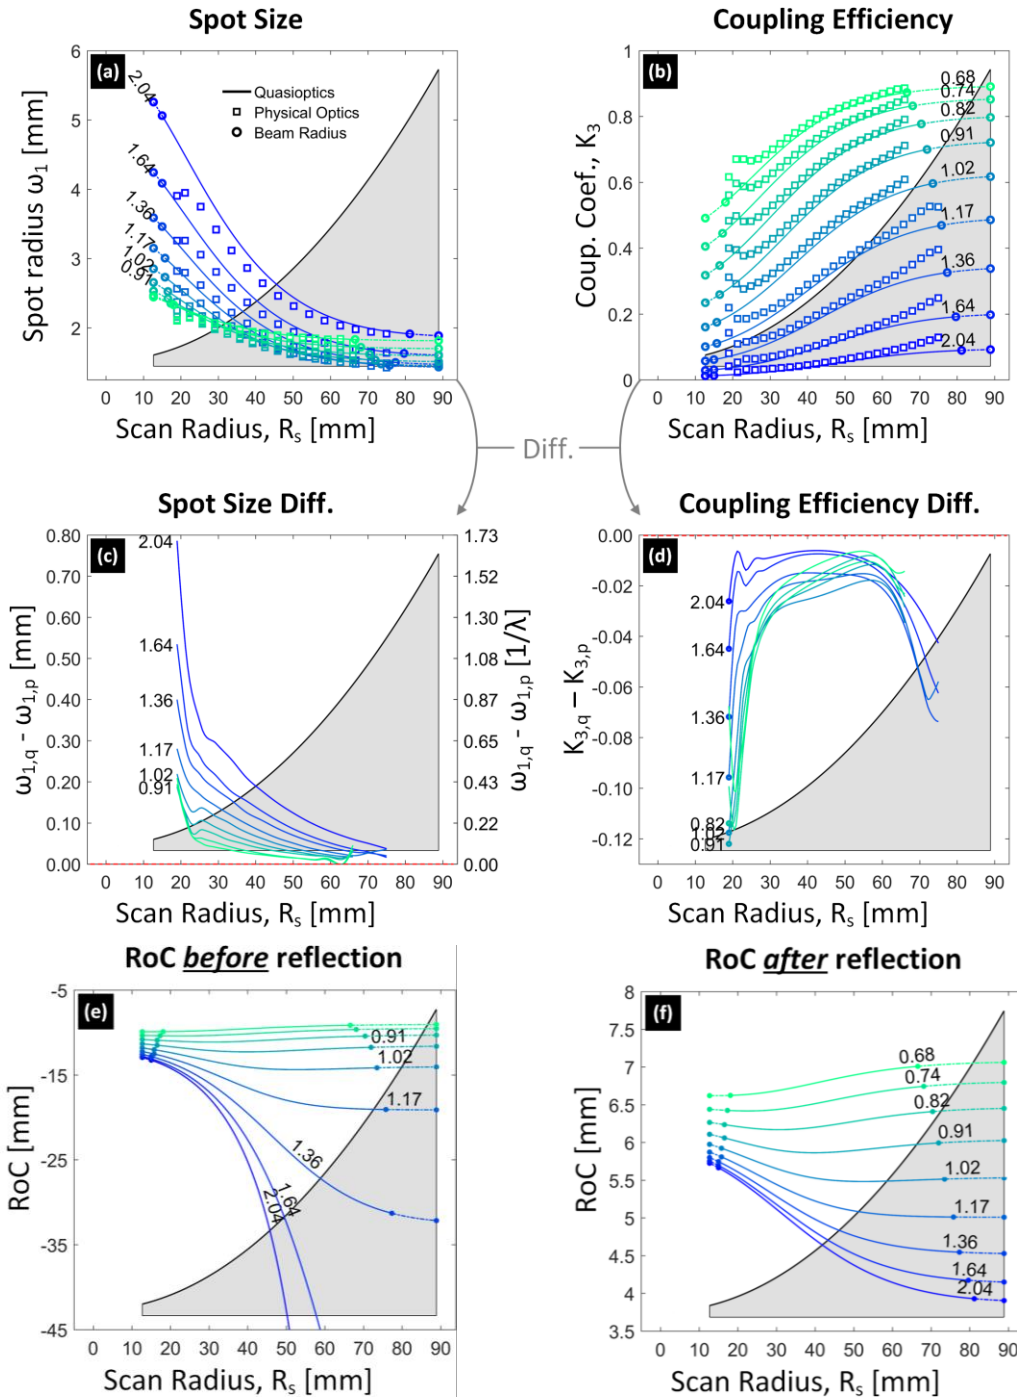 Spot Size
Coupling Efficiency
(a)
Quasioptics
Physical Optics
Beam Radius
2.04
1.64
1.36
1.17
1.02
0.91
6
5
4
3
2
Spot radius ω₁ [mm]
0 10 20 30 40 50 60 70 80 90
Scan Radius, Rₛ [mm]
(b)
0.68
0.74
0.82
0.91
1.02
1.17
1.36
1.64
2.04
1
0.8
0.6
0.4
0.2
0
Coup. Coef., K₃
0 10 20 30 40 50 60 70 80 90
Scan Radius, Rₛ [mm]
Diff.
Spot Size Diff.
Coupling Efficiency Diff.
(c)
2.04
1.64
1.36
1.17
1.02
0.91
0.80
0.70
0.60
0.50
0.40
0.30
0.20
0.10
0.00
ω₁,q - ω₁,p [mm]
1.73
1.52
1.30
1.08
0.87
0.65
0.43
0.22
0.00
ω₁,q - ω₁,p [1/λ]
0 10 20 30 40 50 60 70 80 90
Scan Radius, Rₛ [mm]
(d)
2.04
1.64
1.36
1.17
0.82
1.02
0.91
-0.00
-0.02
-0.04
-0.06
-0.08
-0.10
-0.12
K₃,q – K₃,p
0 10 20 30 40 50 60 70 80 90
Scan Radius, Rₛ [mm]
RoC before reflection
RoC after reflection
(e)
0.91
1.02
1.17
1.36
1.64
2.04
-5
-15
-25
-35
-45
RoC [mm]
0 10 20 30 40 50 60 70 80 90
Scan Radius, Rₛ [mm]
(f)
0.68
0.74
0.82
0.91
1.02
1.17
1.36
1.64
2.04
8
7.5
7
6.5
6
5.5
5
4.5
4
3.5
RoC [mm]
0 10 20 30 40 50 60 70 80 90
Scan Radius, Rₛ [mm]